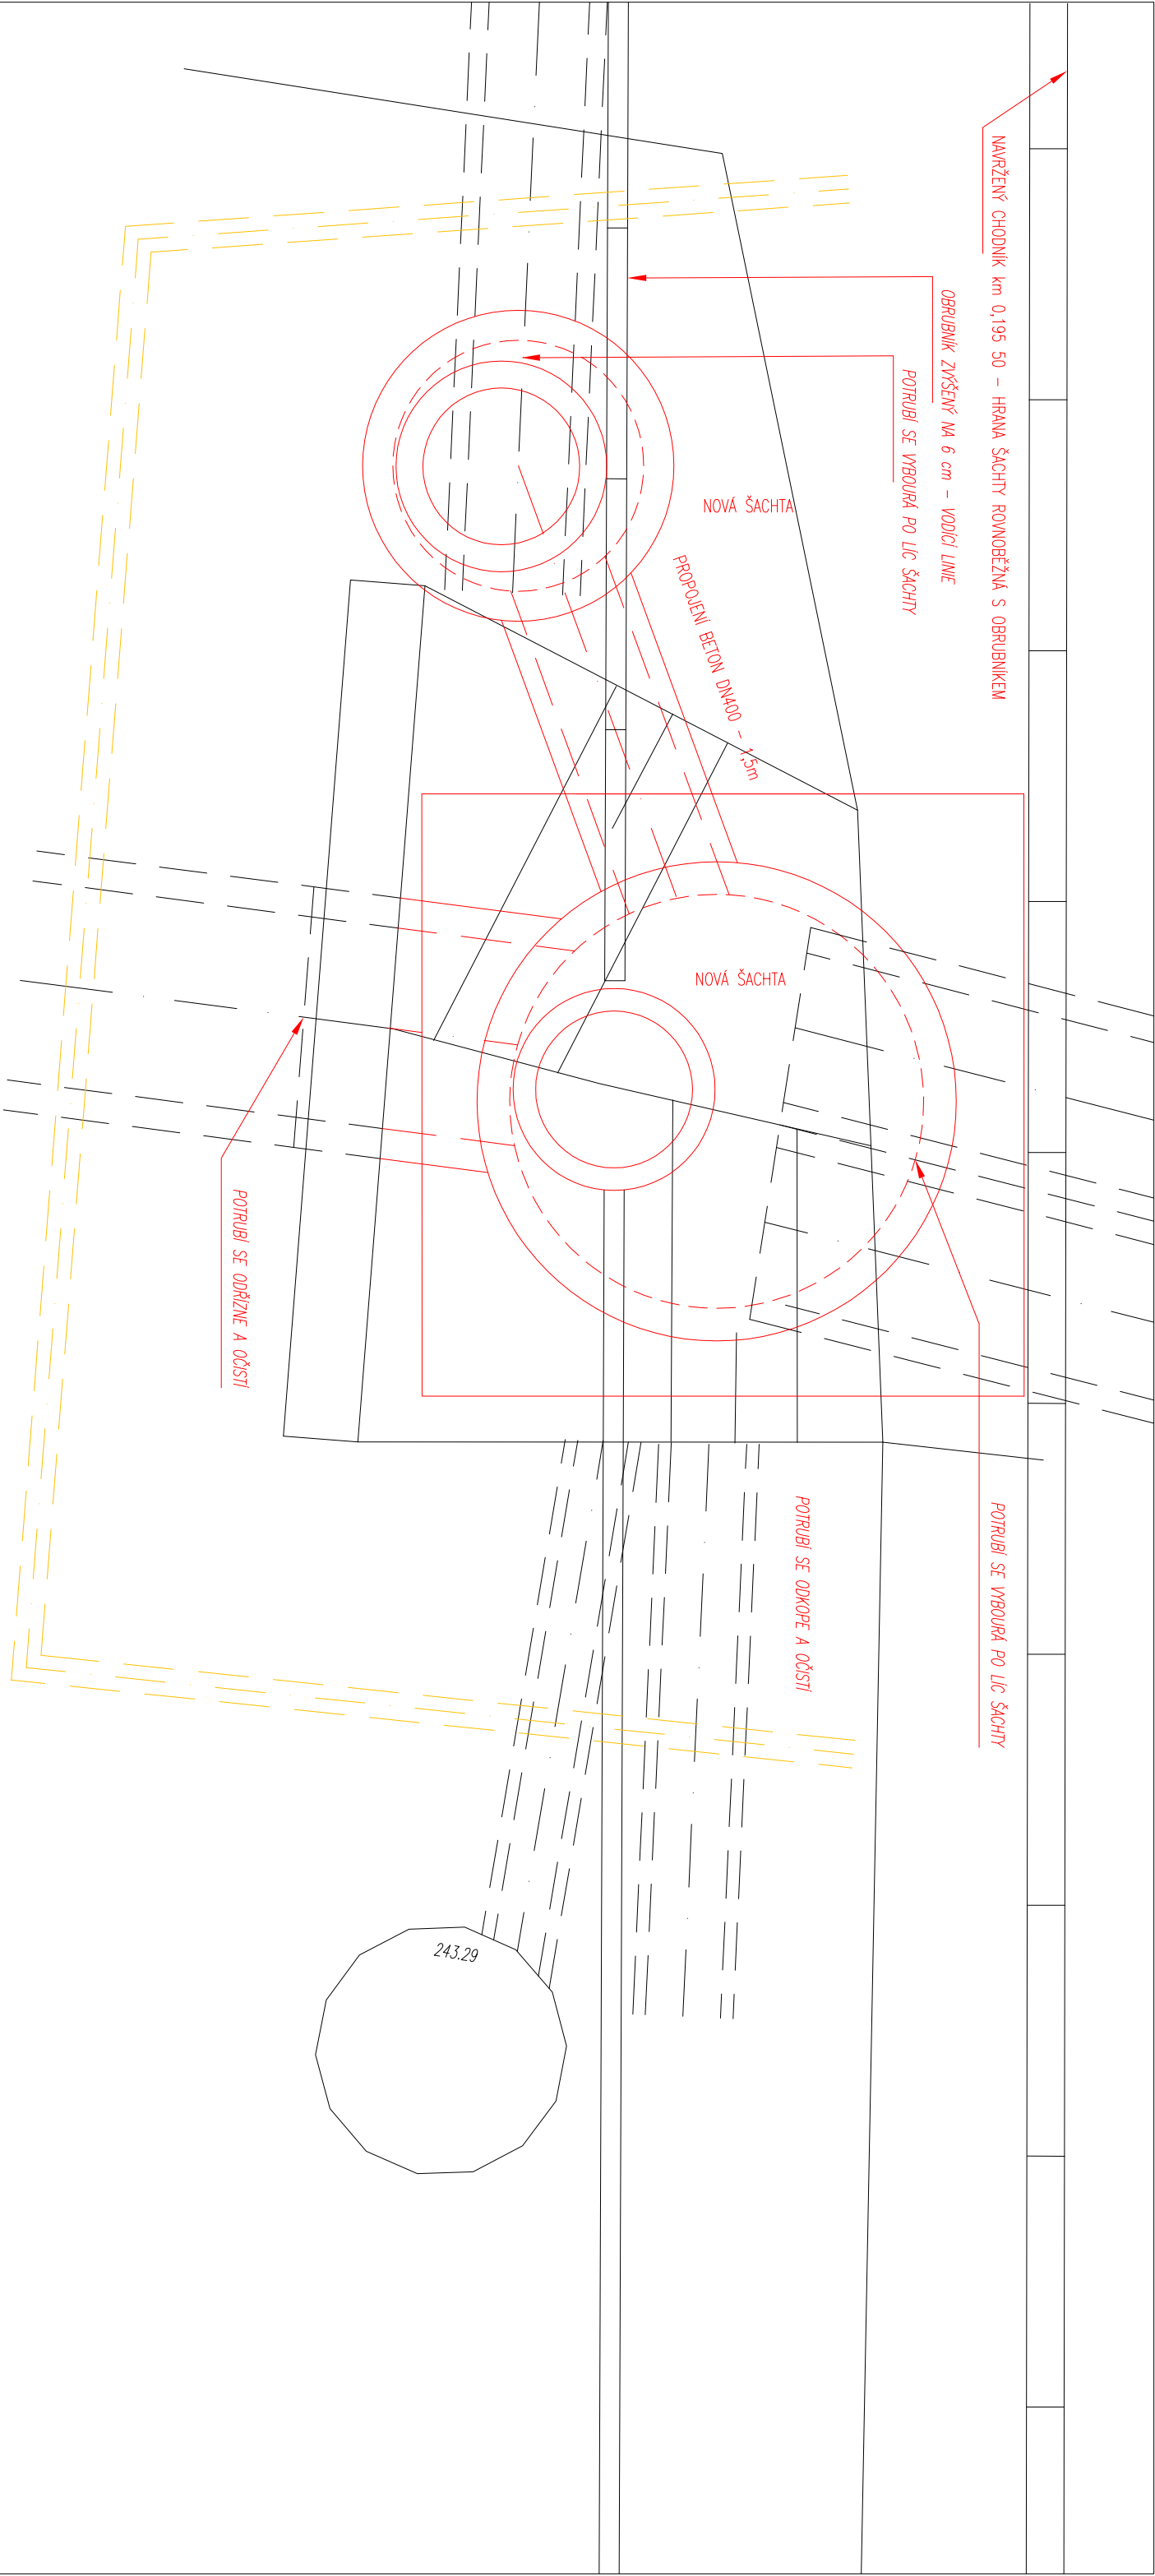 NAVRŽENÝ CHODNÍK km 0,195 50 - HRANA ŠACHTY ROVNOBĚŽNÁ S OBRUBNÍKEM
OBRUBNÍK ZVÝŠENÝ NA 6 cm - VODÍCÍ LINIE
POTRUBÍ SE VYBOURÁ PO LÍC ŠACHTY
NOVÁ ŠACHTA
PROPOJENÍ BETON DN400 - 1,5m
NOVÁ ŠACHTA
POTRUBÍ SE ODŘÍZNE A OČISTÍ
POTRUBÍ SE ODKOPE A OČISTÍ
POTRUBÍ SE VYBOURÁ PO LÍC ŠACHTY
243.29